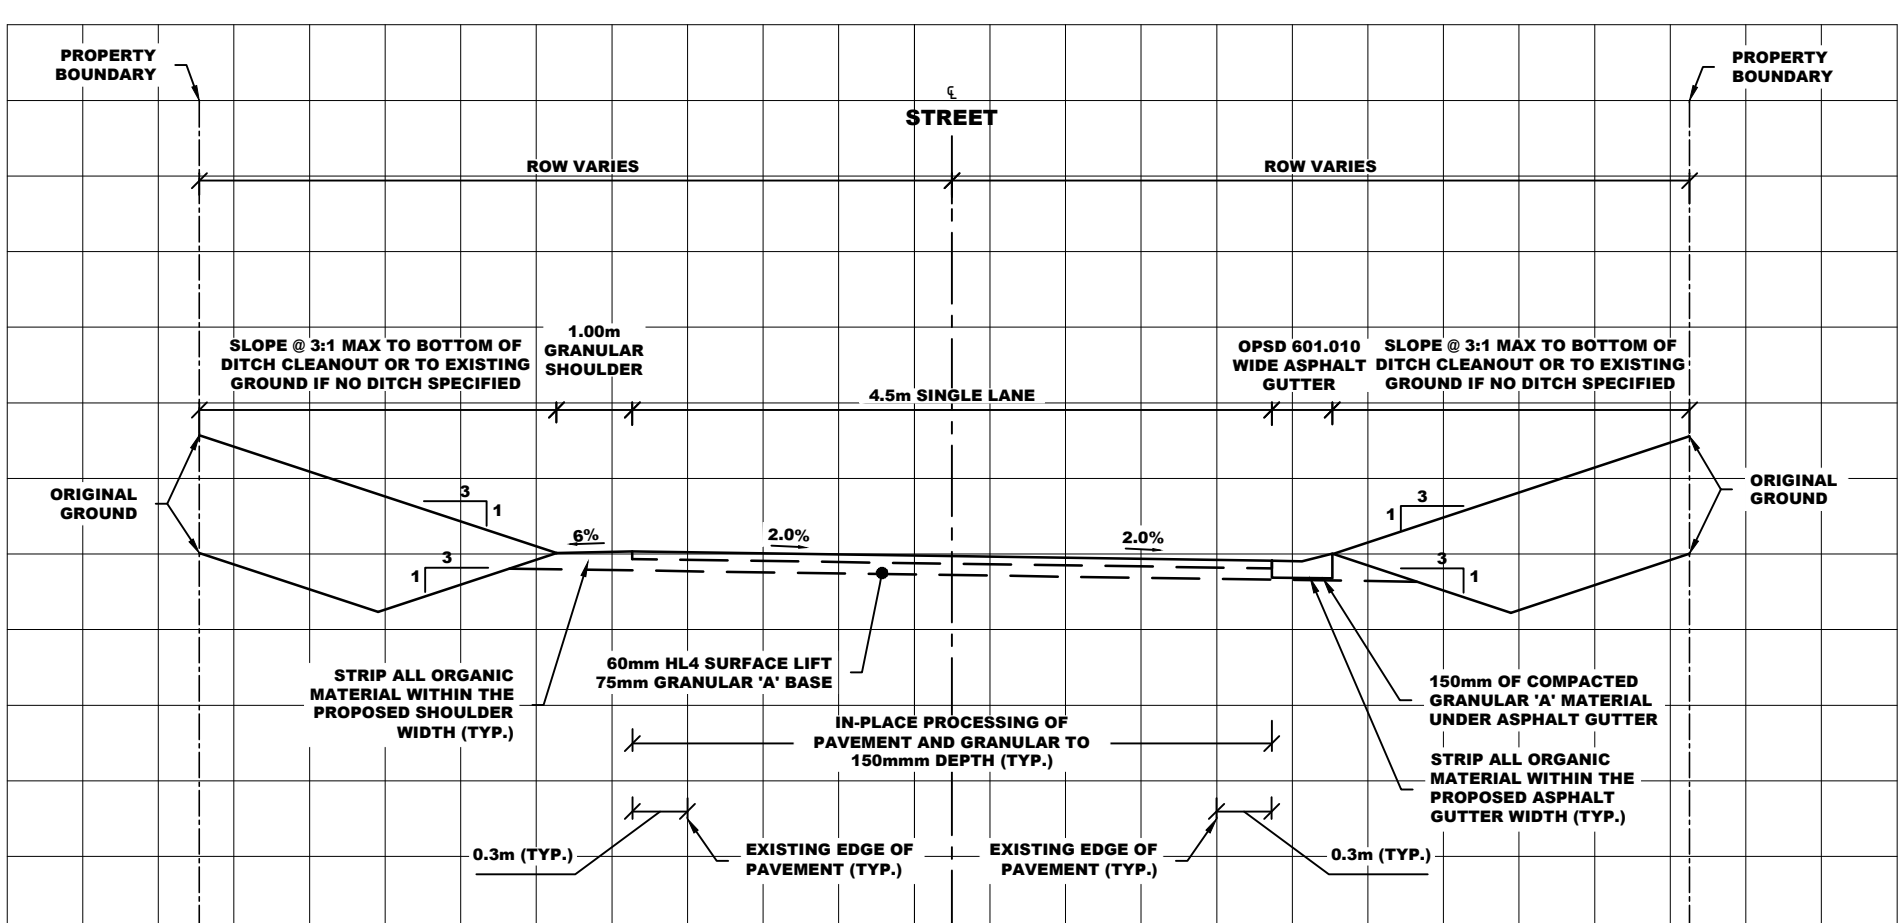 PROPERTY
BOUNDARY
PROPERTY
BOUNDARY
℄
STREET
ROW VARIES
ROW VARIES
SLOPE @ 3:1 MAX TO BOTTOM OF
DITCH CLEANOUT OR TO EXISTING
GROUND IF NO DITCH SPECIFIED
1.00m
GRANULAR
SHOULDER
4.5m SINGLE LANE
OPSD 601.010
WIDE ASPHALT
GUTTER
SLOPE @ 3:1 MAX TO BOTTOM OF
DITCH CLEANOUT OR TO EXISTING
GROUND IF NO DITCH SPECIFIED
ORIGINAL
GROUND
3
1
3
1
6%
2.0%
2.0%
3
1
3
1
ORIGINAL
GROUND
STRIP ALL ORGANIC
MATERIAL WITHIN THE
PROPOSED SHOULDER
WIDTH (TYP.)
60mm HL4 SURFACE LIFT
75mm GRANULAR 'A' BASE
IN-PLACE PROCESSING OF
PAVEMENT AND GRANULAR TO
150mmm DEPTH (TYP.)
150mm OF COMPACTED
GRANULAR 'A' MATERIAL
UNDER ASPHALT GUTTER
STRIP ALL ORGANIC
MATERIAL WITHIN THE
PROPOSED ASPHALT
GUTTER WIDTH (TYP.)
0.3m (TYP.)
EXISTING EDGE OF
PAVEMENT (TYP.)
EXISTING EDGE OF
PAVEMENT (TYP.)
0.3m (TYP.)